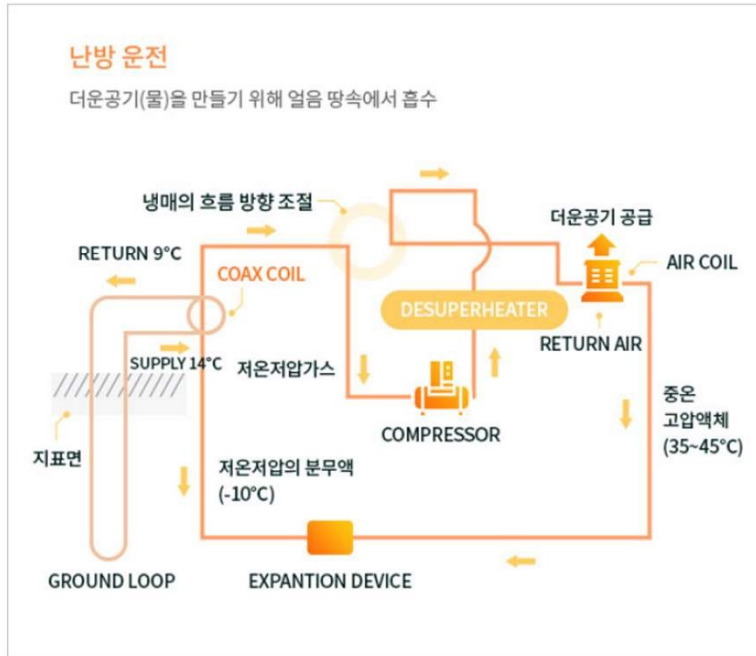 난방 운전
더운공기(물)을 만들기 위해 얼음 땅속에서 흡수
냉매의 흐름 방향 조절
더운공기 공급
RETURN 9°C
COAX COIL
AIR COIL
DESUPERHEATER
RETURN AIR
SUPPLY 14°C
저온저압가스
COMPRESSOR
중온
고압액체
(35~45°C)
지표면
저온저압의 분무액
(-10°C)
GROUND LOOP
EXPANTION DEVICE